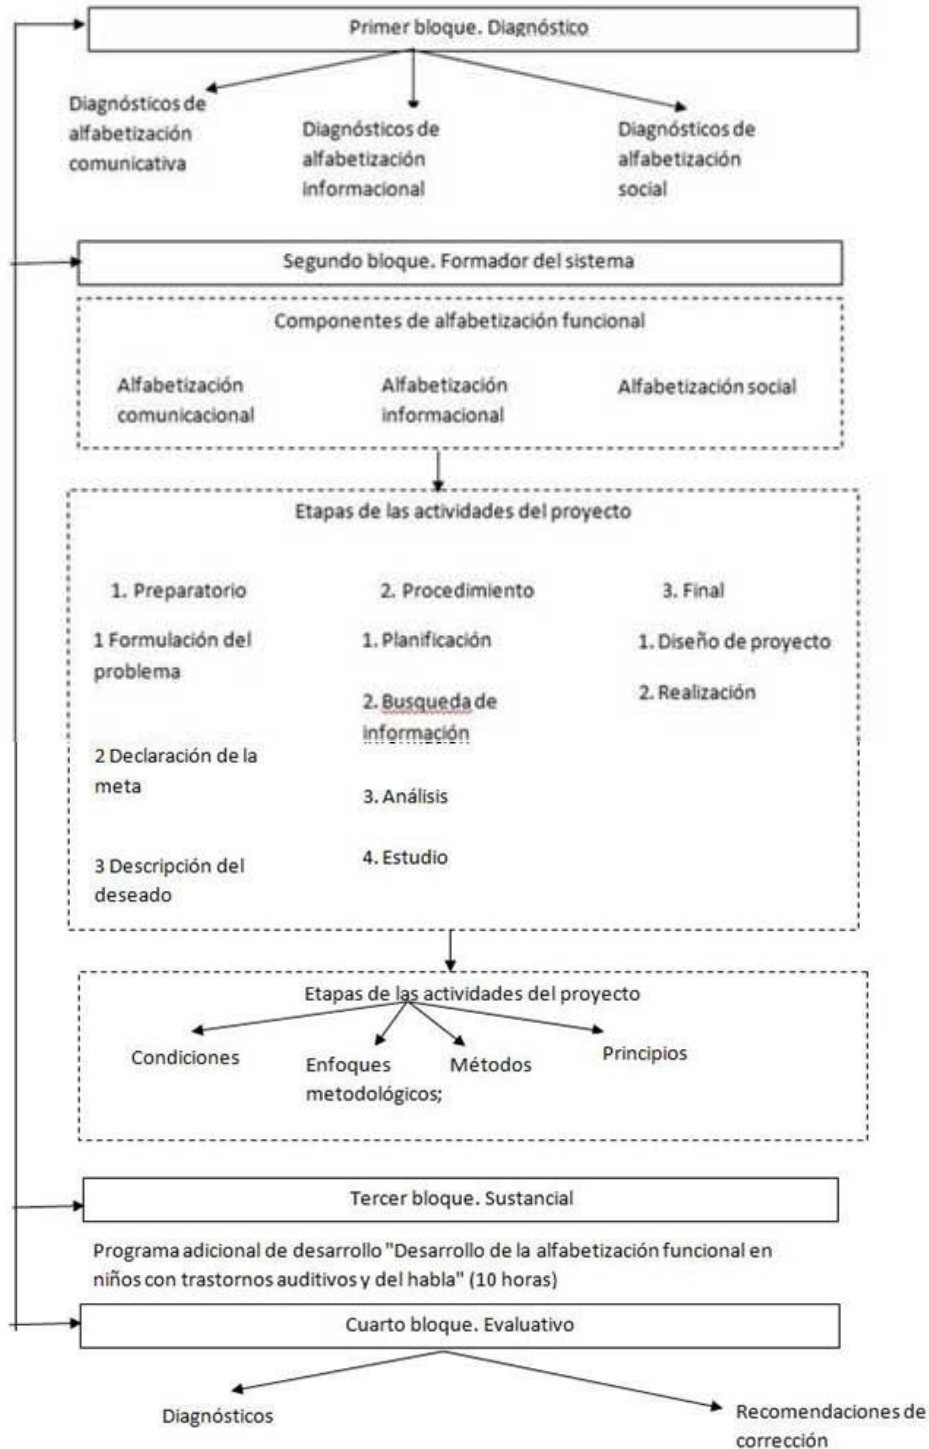 Primer bloque. Diagnóstico
Diagnósticos de
alfabetización
comunicativa
Diagnósticos de
alfabetización
informacional
Diagnósticos de
alfabetización
social
Segundo bloque. Formador del sistema
Componentes de alfabetización funcional
Alfabetización
comunicacional
Alfabetización
informacional
Alfabetización social
Etapas de las actividades del proyecto
1. Preparatorio
1 Formulación del
problema
2 Declaración de la
meta
3 Descripción del
deseado
2. Procedimiento
1. Planificación
2. Busqueda de
información
3. Análisis
4. Estudio
3. Final
1. Diseño de proyecto
2. Realización
Etapas de las actividades del proyecto
Condiciones
Enfoques
metodológicos;
Métodos
Principios
Tercer bloque. Sustancial
Programa adicional de desarrollo "Desarrollo de la alfabetización funcional en
niños con trastornos auditivos y del habla" (10 horas)
Cuarto bloque. Evaluativo
Diagnósticos
Recomendaciones de
corrección